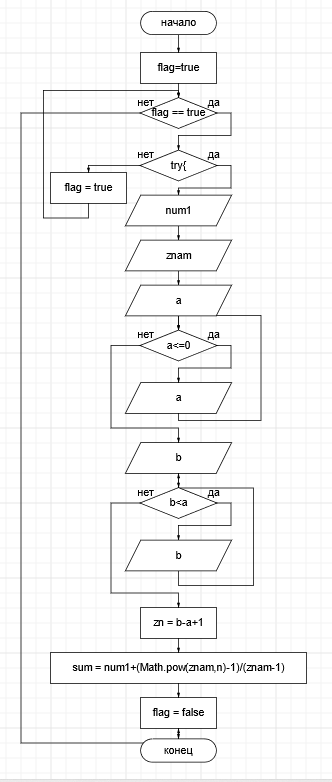 начало
flag=true
нет
да
flag == true
нет
да
try{
flag = true
num1
znam
a
нет
да
a<=0
a
b
нет
да
b<a
b
zn = b-a+1
sum = num1+(Math.pow(znam,n)-1)/(znam-1)
flag = false
конец